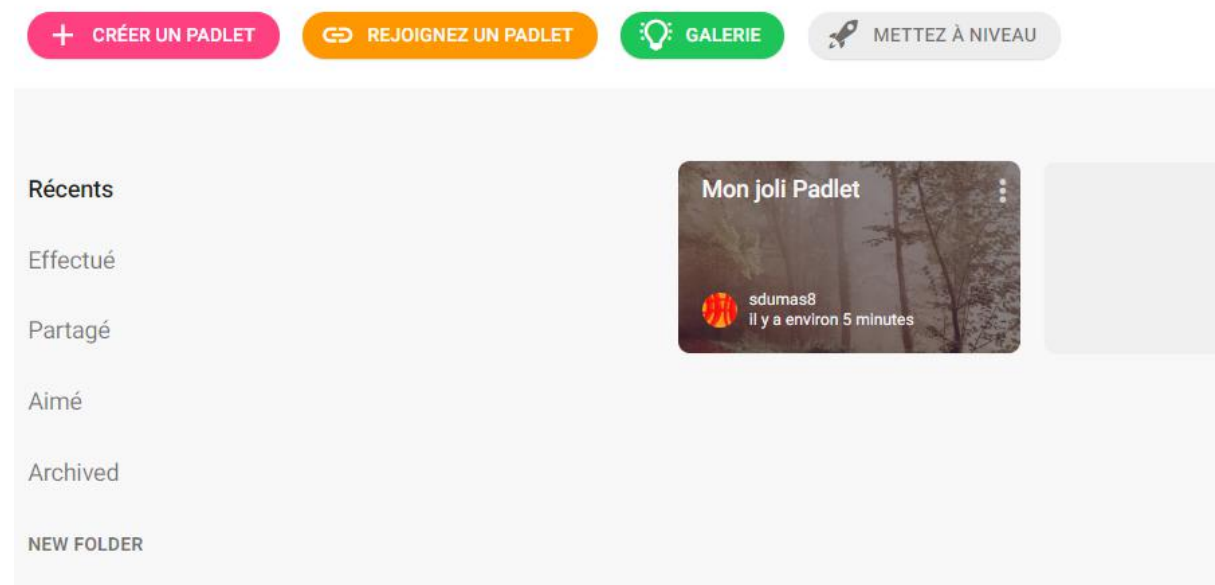 CRÉER UN PADLET
REJOIGNEZ UN PADLET
GALERIE
METTEZ À NIVEAU
Récents
Effectué
Partagé
Aimé
Archived
NEW FOLDER
Mon joli Padlet
sdumas8
il y a environ 5 minutes